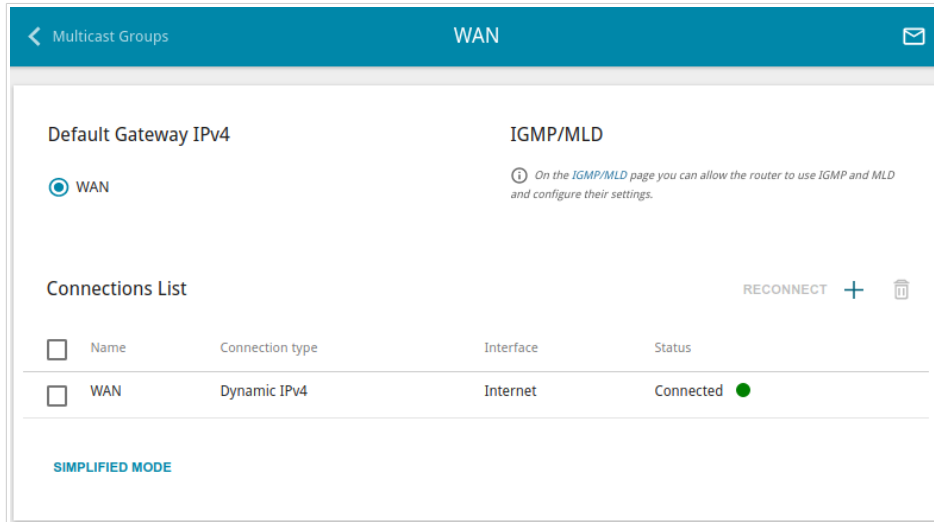 Multicast Groups
WAN
Default Gateway IPv4
WAN
IGMP/MLD
On the IGMP/MLD page you can allow the router to use IGMP and MLD
and configure their settings.
Connections List
RECONNECT
Name Connection type Interface Status
WAN Dynamic IPv4 Internet Connected
SIMPLIFIED MODE